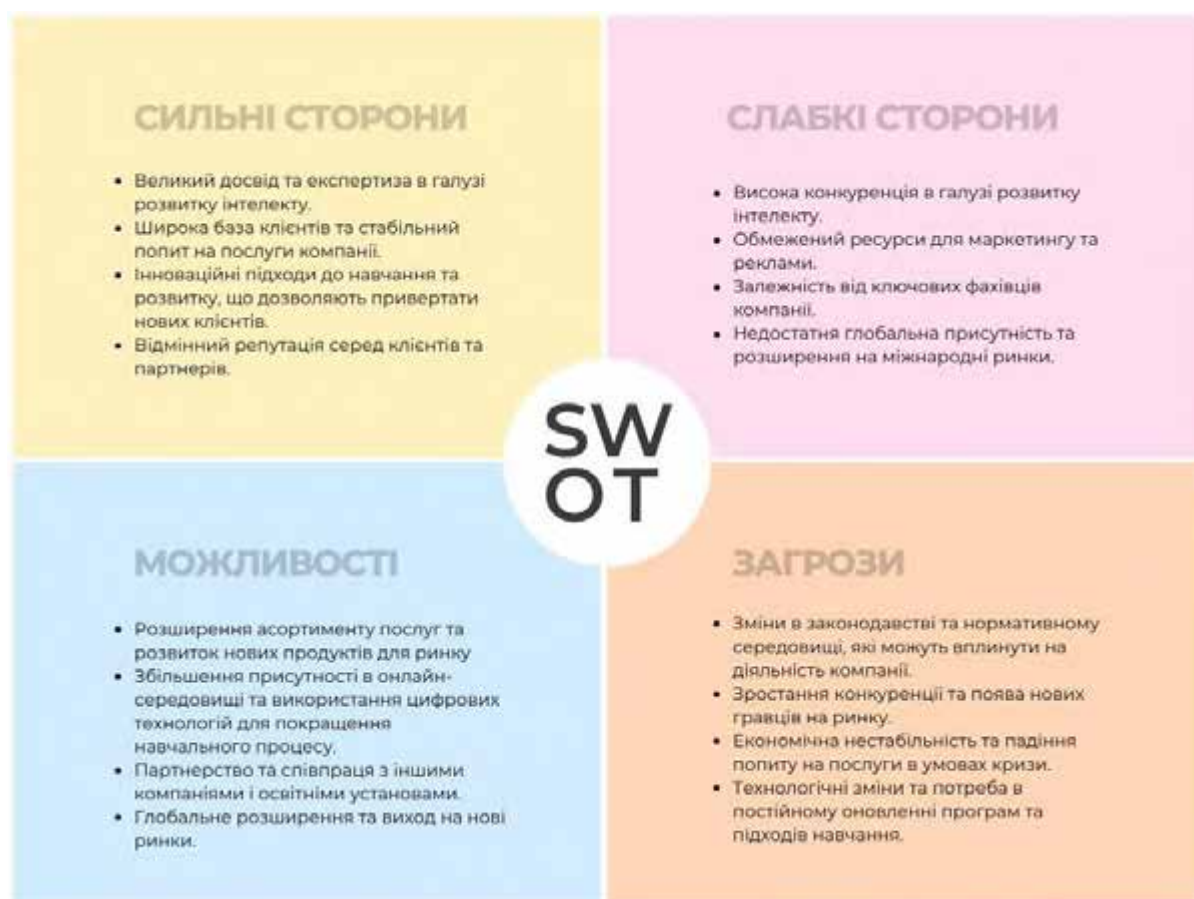 СИЛЬНІ СТОРОНИ
• Великий досвід та експертиза в галузі
розвитку інтелекту.
• Широка база клієнтів та стабільний
попит на послуги компанії.
• Інноваційні підходи до навчання та
розвитку, що дозволяють привертати
нових клієнтів.
• Відмінний репутація серед клієнтів та
партнерів.
СЛАБКІ СТОРОНИ
• Висока конкуренція в галузі розвитку
інтелекту.
• Обмежений ресурси для маркетингу та
реклами.
• Залежність від ключових фахівців
компанії.
• Недостатня глобальна присутність та
розширення на міжнародні ринки.
SW
OT
МОЖЛИВОСТІ
• Розширення асортименту послуг та
розвиток нових продуктів для ринку
• Збільшення присутності в онлайн-
середовищі та використання цифрових
технологій для покращення
навчального процесу.
• Партнерство та співпраця з іншими
компаніями і освітніми установами.
• Глобальне розширення та вихід на нові
ринки.
ЗАГРОЗИ
• Зміни в законодавстві та нормативному
середовищі, які можуть вплинути на
діяльність компанії.
• Зростання конкуренції та поява нових
гравців на ринку.
• Економічна нестабільність та падіння
попиту на послуги в умовах кризи.
• Технологічні зміни та потреба в
постійному оновленні програм та
підходів навчання.